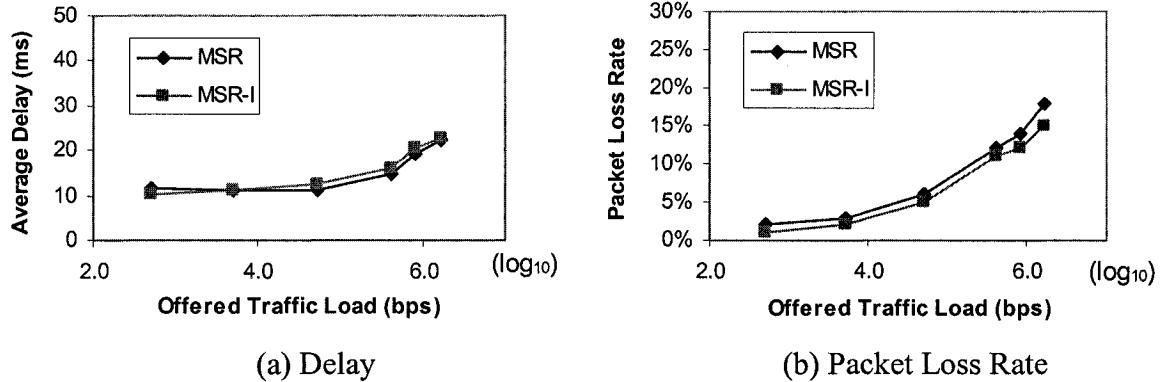 50
40
30
20
10
0
Average Delay (ms)
MSR
MSR-I
2.0 4.0 6.0 (log10)
Offered Traffic Load (bps)
(a) Delay
30%
25%
20%
15%
10%
5%
0%
Packet Loss Rate
MSR
MSR-I
2.0 4.0 6.0 (log10)
Offered Traffic Load (bps)
(b) Packet Loss Rate